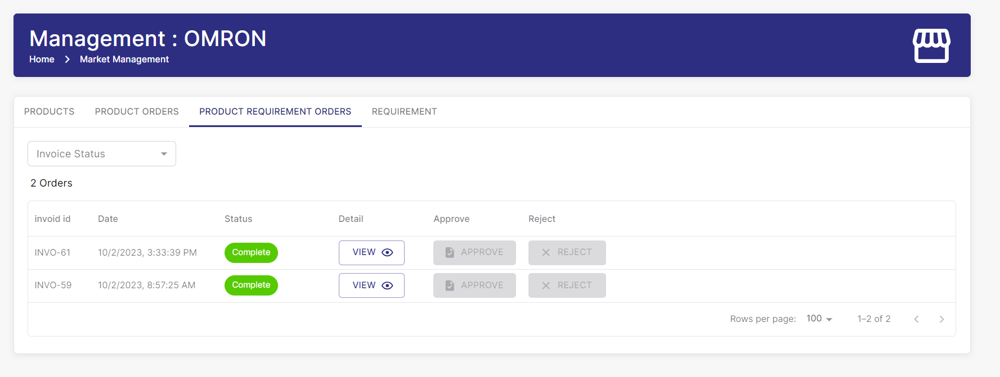 Management : OMRON
Home > Market Management
PRODUCTS PRODUCT ORDERS PRODUCT REQUIREMENT ORDERS REQUIREMENT
Invoice Status
2 Orders
invoid id Date Status Detail Approve Reject
INVO-61 10/2/2023, 3:33:39 PM Complete VIEW APPROVE REJECT
INVO-59 10/2/2023, 8:57:25 AM Complete VIEW APPROVE REJECT
Rows per page: 100 1–2 of 2